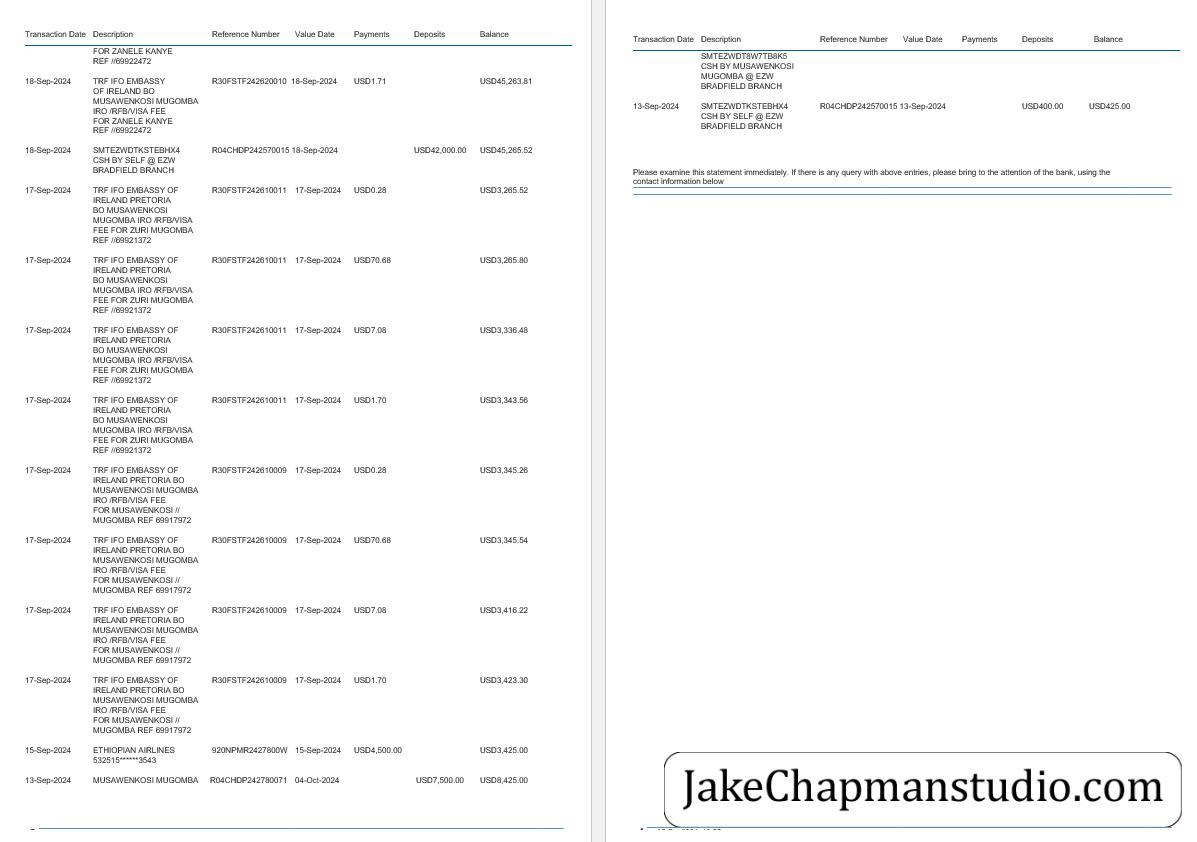 Transaction Date Description Reference Number Value Date Payments Deposits Balance
FOR ZANELE KANYE
REF //69922472
18-Sep-2024 TRF IFO EMBASSY R30FSTF242620010 18-Sep-2024 USD1.71 USD45,263.81
OF IRELAND BO
MUSAWENKOSI MUGOMBA
IRO /RFB/VISA FEE
FOR ZANELE KANYE
REF //69922472
18-Sep-2024 SMTEZWDTKSTEBHX4 R04CHDP242570015 18-Sep-2024 USD42,000.00 USD45,265.52
CSH BY SELF @ EZW
BRADFIELD BRANCH
17-Sep-2024 TRF IFO EMBASSY OF R30FSTF242610011 17-Sep-2024 USD0.28 USD3,265.52
IRELAND PRETORIA
BO MUSAWENKOSI
MUGOMBA IRO /RFB/VISA
FEE FOR ZURI MUGOMBA
REF //69921372
17-Sep-2024 TRF IFO EMBASSY OF R30FSTF242610011 17-Sep-2024 USD70.68 USD3,265.80
IRELAND PRETORIA
BO MUSAWENKOSI
MUGOMBA IRO /RFB/VISA
FEE FOR ZURI MUGOMBA
REF //69921372
17-Sep-2024 TRF IFO EMBASSY OF R30FSTF242610011 17-Sep-2024 USD7.08 USD3,336.48
IRELAND PRETORIA
BO MUSAWENKOSI
MUGOMBA IRO /RFB/VISA
FEE FOR ZURI MUGOMBA
REF //69921372
17-Sep-2024 TRF IFO EMBASSY OF R30FSTF242610011 17-Sep-2024 USD1.70 USD3,343.56
IRELAND PRETORIA
BO MUSAWENKOSI
MUGOMBA IRO /RFB/VISA
FEE FOR ZURI MUGOMBA
REF //69921372
17-Sep-2024 TRF IFO EMBASSY OF R30FSTF242610009 17-Sep-2024 USD0.28 USD3,345.26
IRELAND PRETORIA BO
MUSAWENKOSI MUGOMBA
IRO /RFB/VISA FEE
FOR MUSAWENKOSI //
MUGOMBA REF 69917972
17-Sep-2024 TRF IFO EMBASSY OF R30FSTF242610009 17-Sep-2024 USD70.68 USD3,345.54
IRELAND PRETORIA BO
MUSAWENKOSI MUGOMBA
IRO /RFB/VISA FEE
FOR MUSAWENKOSI //
MUGOMBA REF 69917972
17-Sep-2024 TRF IFO EMBASSY OF R30FSTF242610009 17-Sep-2024 USD7.08 USD3,416.22
IRELAND PRETORIA BO
MUSAWENKOSI MUGOMBA
IRO /RFB/VISA FEE
FOR MUSAWENKOSI //
MUGOMBA REF 69917972
17-Sep-2024 TRF IFO EMBASSY OF R30FSTF242610009 17-Sep-2024 USD1.70 USD3,423.30
IRELAND PRETORIA BO
MUSAWENKOSI MUGOMBA
IRO /RFB/VISA FEE
FOR MUSAWENKOSI //
MUGOMBA REF 69917972
15-Sep-2024 ETHIOPIAN AIRLINES 920NPMR2427800W 15-Sep-2024 USD4,500.00 USD3,425.00
532515******3543
13-Sep-2024 MUSAWENKOSI MUGOMBA R04CHDP242780071 04-Oct-2024 USD7,500.00 USD8,425.00
Transaction Date Description Reference Number Value Date Payments Deposits Balance
SMTEZWDT8W7TB8K5
CSH BY MUSAWENKOSI
MUGOMBA @ EZW
BRADFIELD BRANCH
13-Sep-2024 SMTEZWDTKSTEBHX4 R04CHDP242570015 13-Sep-2024 USD400.00 USD425.00
CSH BY SELF @ EZW
BRADFIELD BRANCH
Please examine this statement immediately. If there is any query with above entries, please bring to the attention of the bank, using the
contact information below
JakeChapmanstudio.com